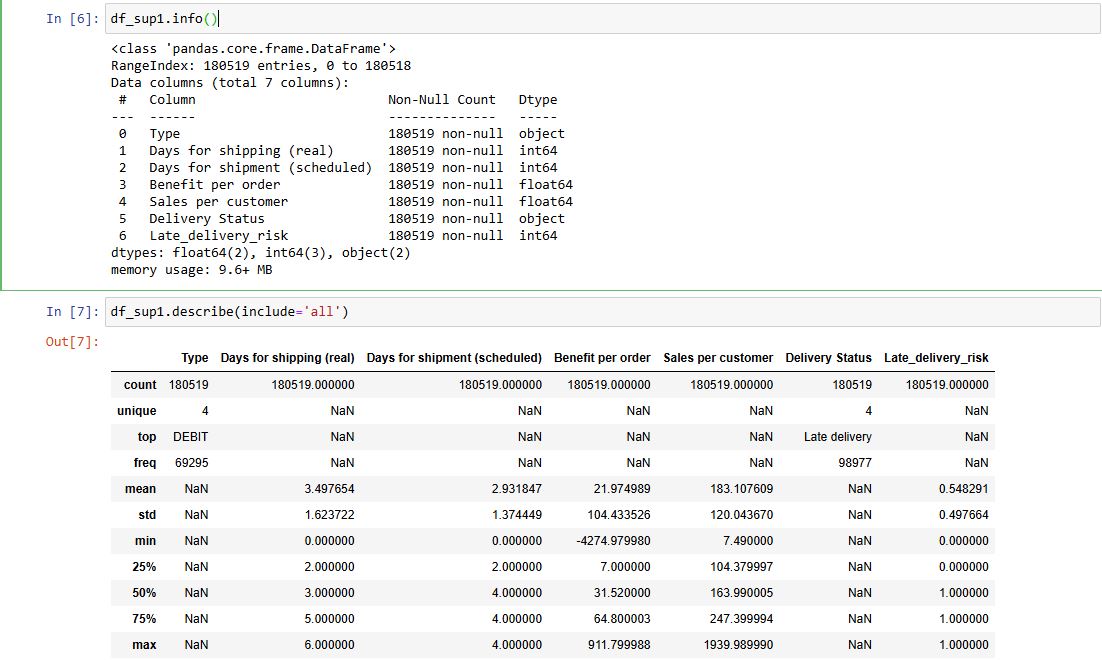 In [6]: df_sup1.info()
<class 'pandas.core.frame.DataFrame'>
RangeIndex: 180519 entries, 0 to 180518
Data columns (total 7 columns):
 #   Column                         Non-Null Count   Dtype
---  ------                         --------------   -----
 0   Type                           180519 non-null  object
 1   Days for shipping (real)       180519 non-null  int64
 2   Days for shipment (scheduled)  180519 non-null  int64
 3   Benefit per order              180519 non-null  float64
 4   Sales per customer             180519 non-null  float64
 5   Delivery Status                180519 non-null  object
 6   Late_delivery_risk             180519 non-null  int64
dtypes: float64(2), int64(3), object(2)
memory usage: 9.6+ MB
In [7]: df_sup1.describe(include='all')
Out[7]:
Type Days for shipping (real) Days for shipment (scheduled) Benefit per order Sales per customer Delivery Status Late_delivery_risk
count 180519 180519.000000 180519.000000 180519.000000 180519.000000 180519 180519.000000
unique 4 NaN NaN NaN NaN 4 NaN
top DEBIT NaN NaN NaN NaN Late delivery NaN
freq 69295 NaN NaN NaN NaN 98977 NaN
mean NaN 3.497654 2.931847 21.974989 183.107609 NaN 0.548291
std NaN 1.623722 1.374449 104.433526 120.043670 NaN 0.497664
min NaN 0.000000 0.000000 -4274.979980 7.490000 NaN 0.000000
25% NaN 2.000000 2.000000 7.000000 104.379997 NaN 0.000000
50% NaN 3.000000 4.000000 31.520000 163.990005 NaN 1.000000
75% NaN 5.000000 4.000000 64.800003 247.399994 NaN 1.000000
max NaN 6.000000 4.000000 911.799988 1939.989990 NaN 1.000000